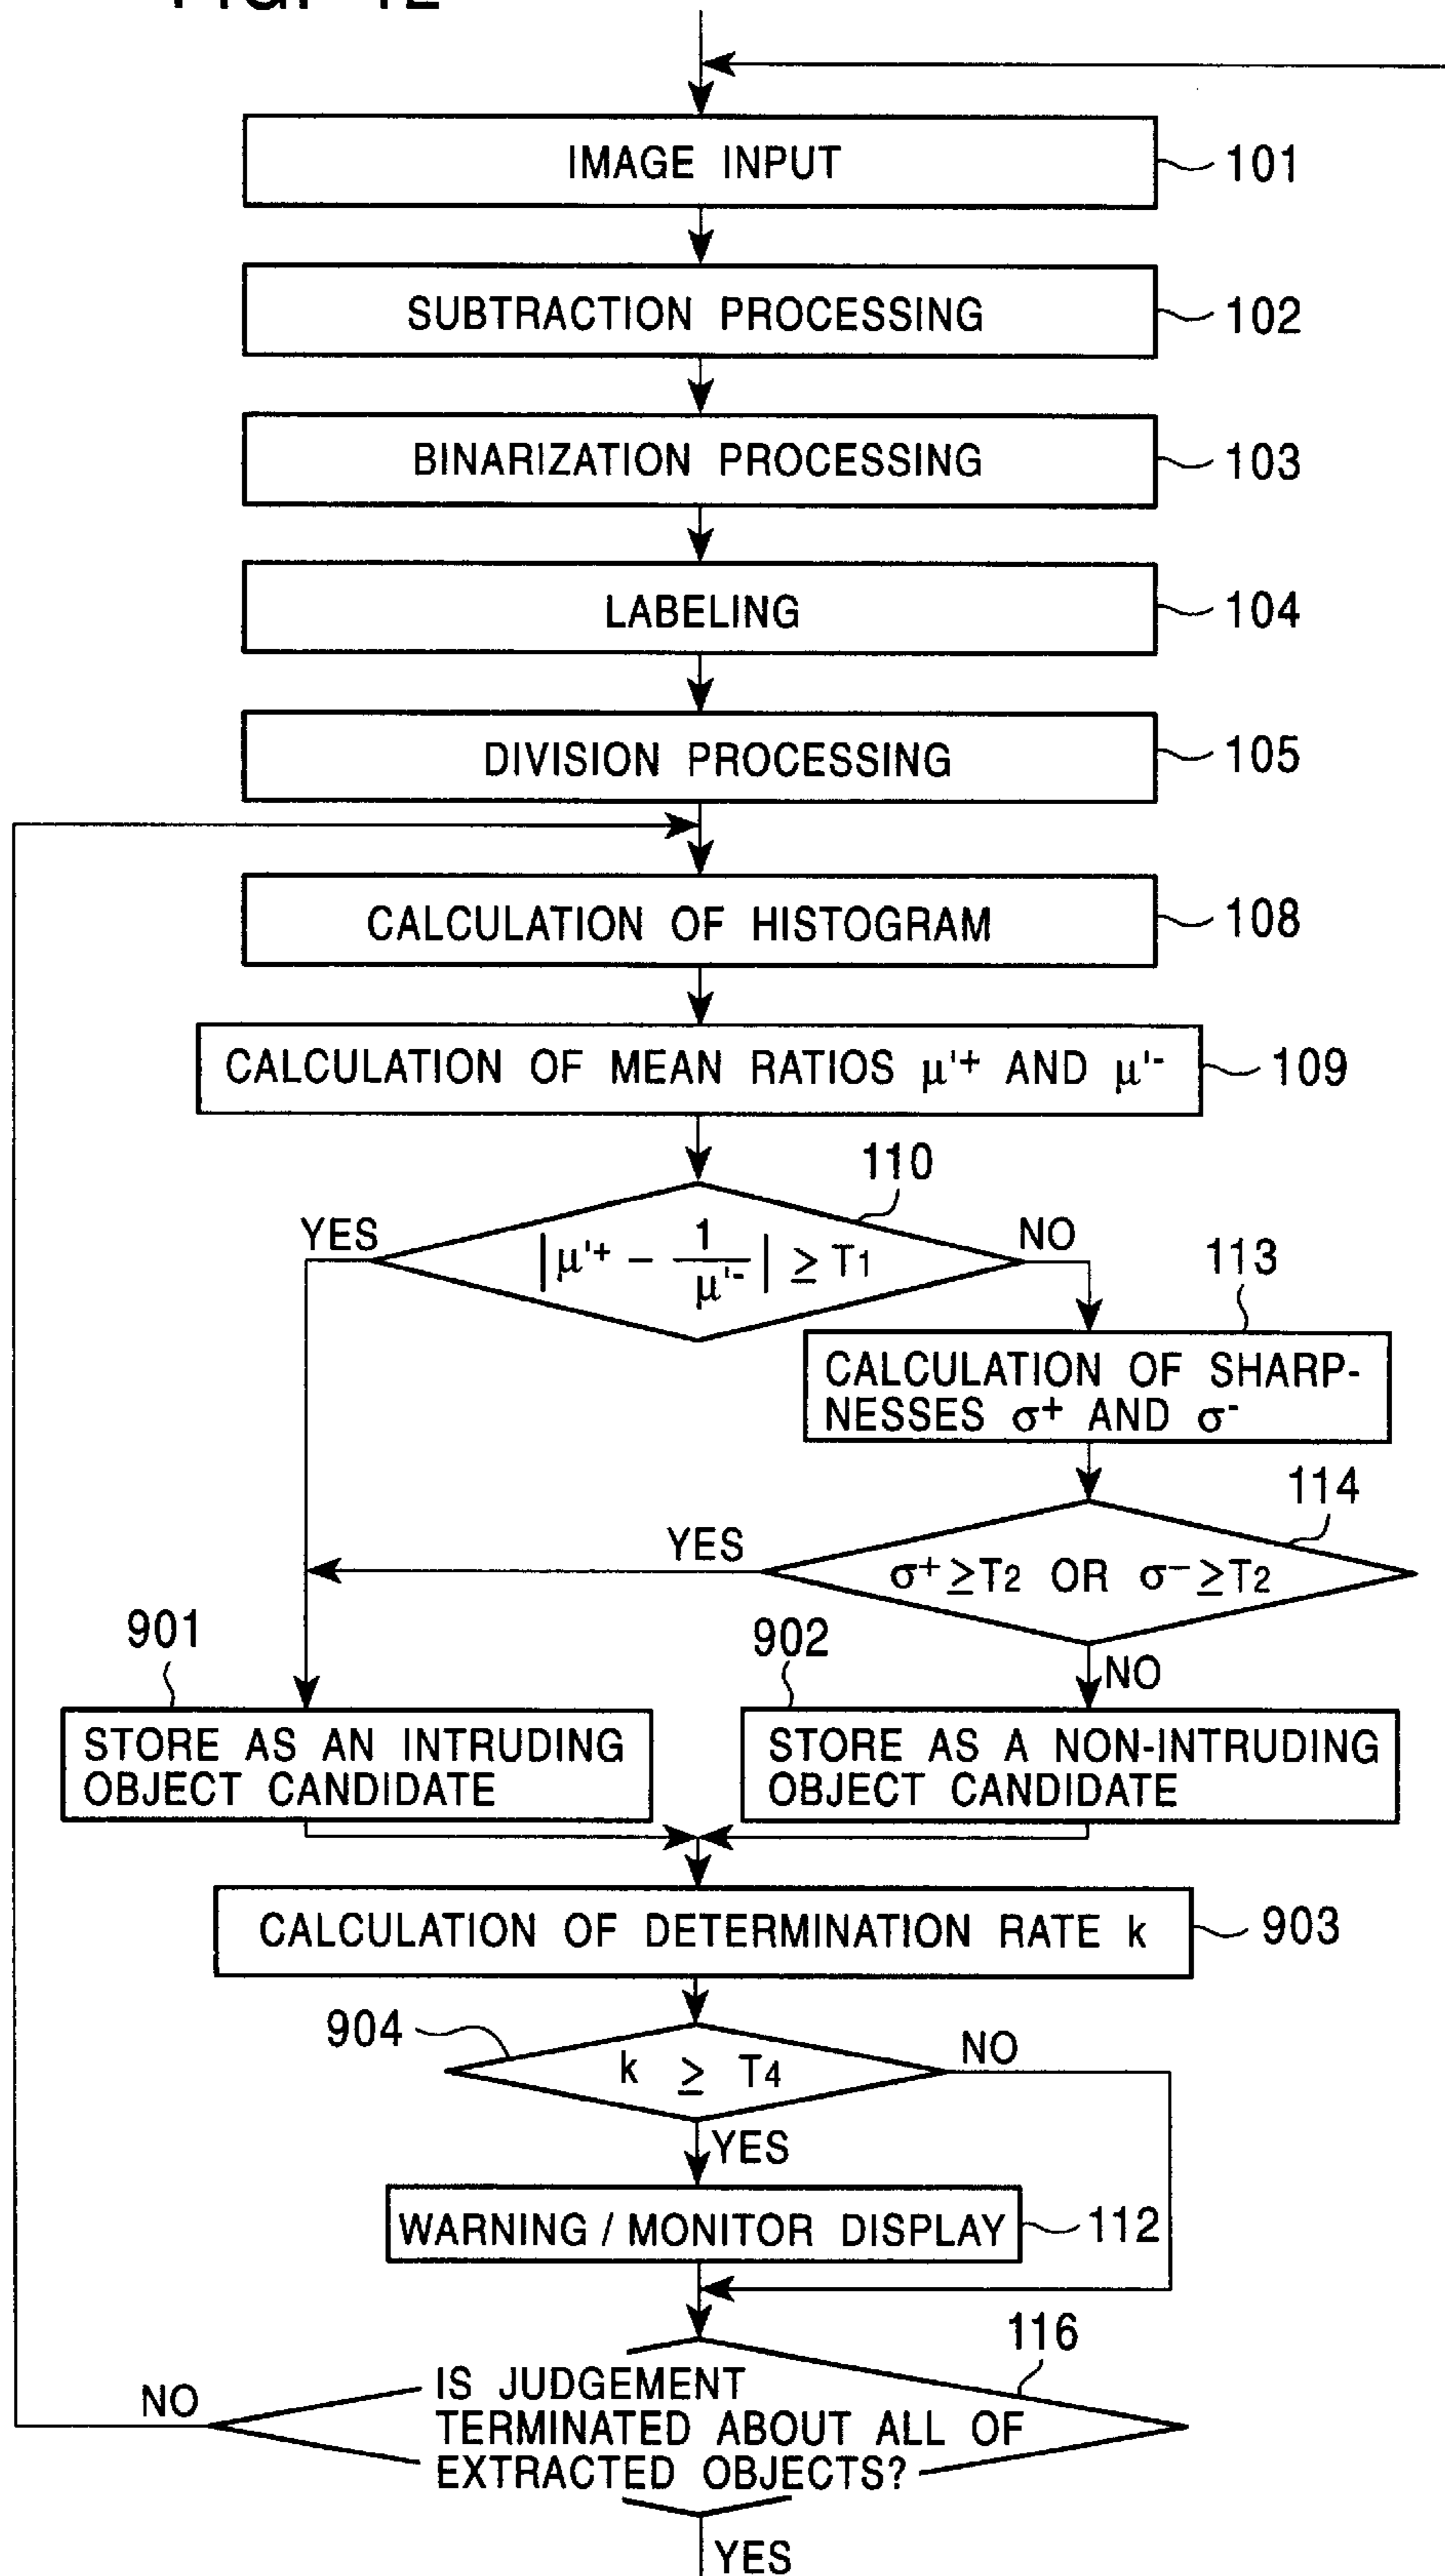 FIG. 12
IMAGE INPUT
101
SUBTRACTION PROCESSING
102
BINARIZATION PROCESSING
103
LABELING
104
DIVISION PROCESSING
105
CALCULATION OF HISTOGRAM
108
CALCULATION OF MEAN RATIOS μ'+ AND μ'-
109
110
YES
|μ'+ - 1/μ'-| ≥ T1
NO
113
CALCULATION OF SHARP-
NESSES σ+ AND σ-
114
YES
σ+ ≥T2 OR σ- ≥T2
901
902
NO
STORE AS AN INTRUDING
OBJECT CANDIDATE
STORE AS A NON-INTRUDING
OBJECT CANDIDATE
CALCULATION OF DETERMINATION RATE k
903
904
k ≥ T4
NO
YES
WARNING / MONITOR DISPLAY
112
116
NO
IS JUDGEMENT
TERMINATED ABOUT ALL OF
EXTRACTED OBJECTS?
YES